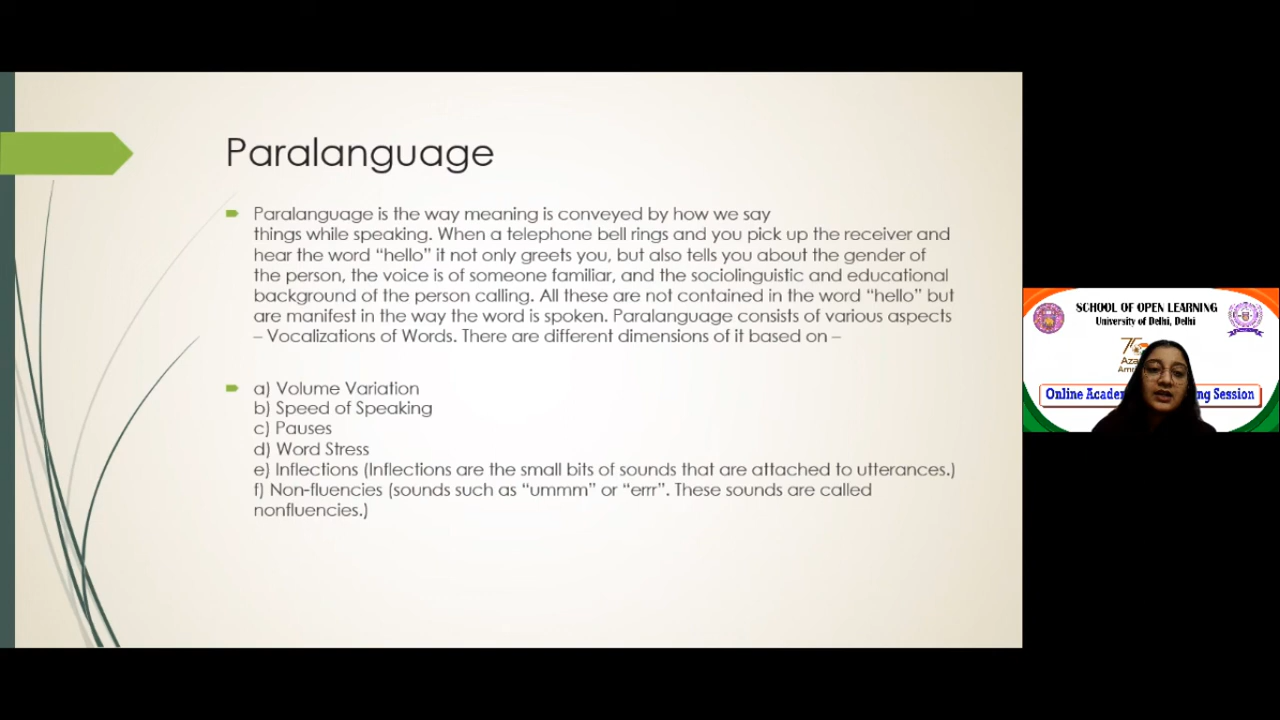 Paralanguage
Paralanguage is the way meaning is conveyed by how we say
things while speaking. When a telephone bell rings and you pick up the receiver and
hear the word “hello” it not only greets you, but also tells you about the gender of
the person, the voice is of someone familiar, and the sociolinguistic and educational
background of the person calling. All these are not contained in the word “hello” but
are manifest in the way the word is spoken. Paralanguage consists of various aspects
– Vocalizations of Words. There are different dimensions of it based on –
a) Volume Variation
b) Speed of Speaking
c) Pauses
d) Word Stress
e) Inflections (Inflections are the small bits of sounds that are attached to utterances.)
f) Non-fluencies (sounds such as “ummm” or “errr”. These sounds are called
nonfluencies.)
SCHOOL OF OPEN LEARNING
University of Delhi, Delhi
Online Session